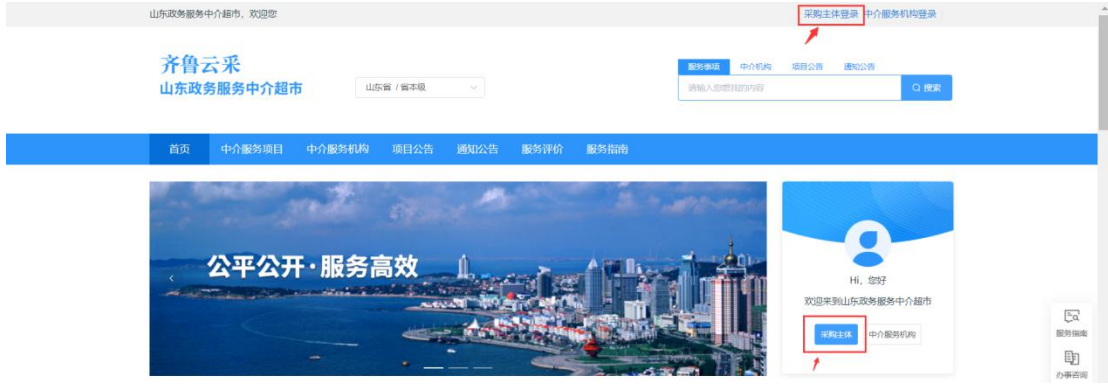 山东政务服务中介超市，欢迎您
采购主体登录 中介服务机构登录
齐鲁云采
山东政务服务中介超市
山东省 / 省本级
服务事项 中介机构 项目公告 通知公告
请输入您想找的内容
搜索
首页 中介服务项目 中介服务机构 项目公告 通知公告 服务评价 服务指南
公平公开·服务高效
Hi，您好
欢迎来到山东政务服务中介超市
采购主体 中介服务机构
服务指南
办事咨询